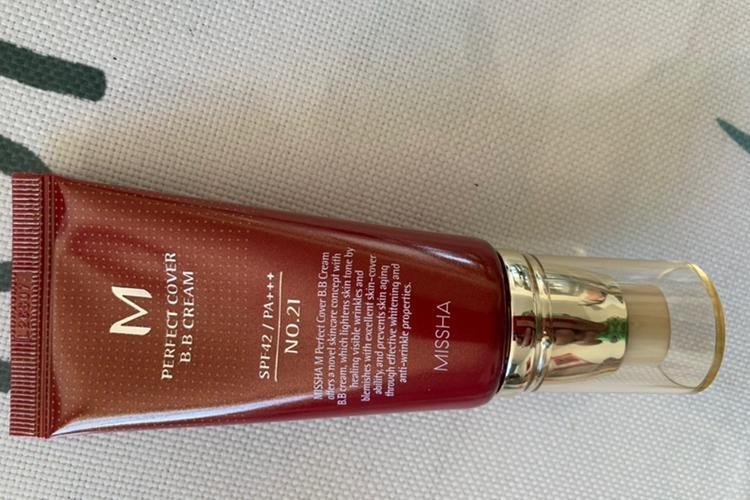 M
PERFECT COVER
B.B CREAM
SPF42 / PA+++
NO.21
MISSHA M Perfect Cover B.B Cream
offers a novel skincare concept with
B.B cream, which lightens skin tone by
healing visible wrinkles and
blemishes with excellent skin-cover
ability, and prevents skin aging
through effective whitening and
anti-wrinkle properties.
MISSHA